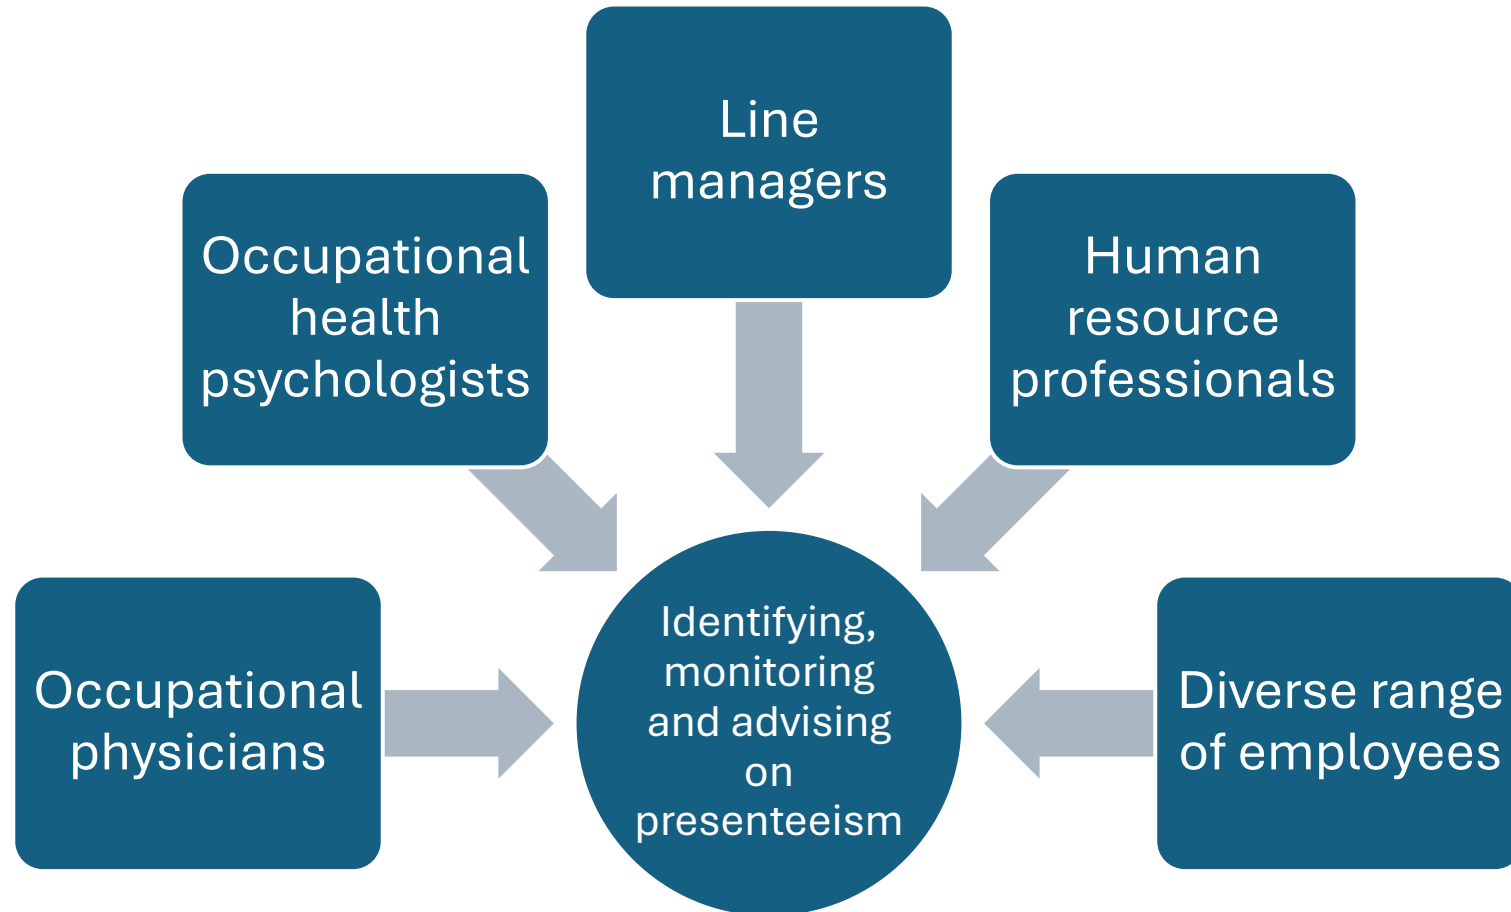 Line
managers
Occupational
health
psychologists
Human
resource
professionals
Occupational
physicians
Identifying,
monitoring
and advising
on
presenteeism
Diverse range
of employees